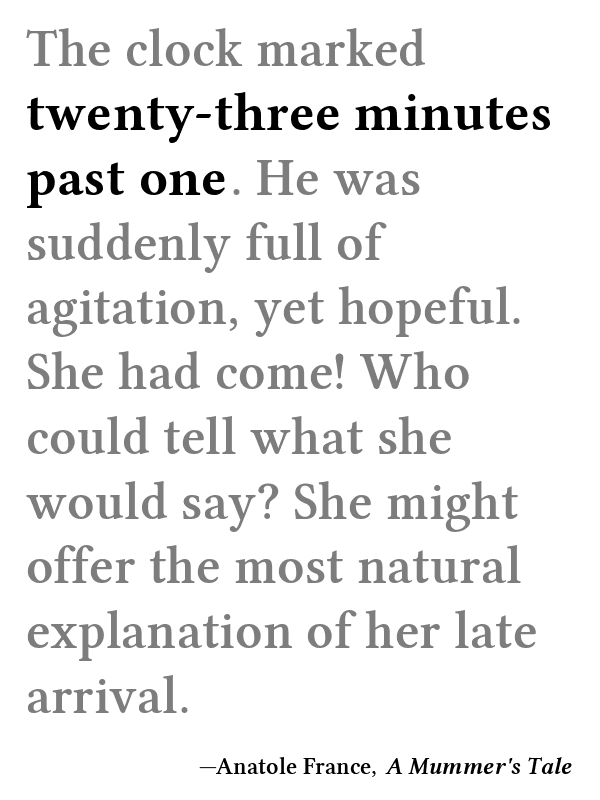 The clock marked
twenty-three minutes
past one. He was
suddenly full of
agitation, yet hopeful.
She had come! Who
could tell what she
would say? She might
offer the most natural
explanation of her late
arrival.
—Anatole France, A Mummer's Tale